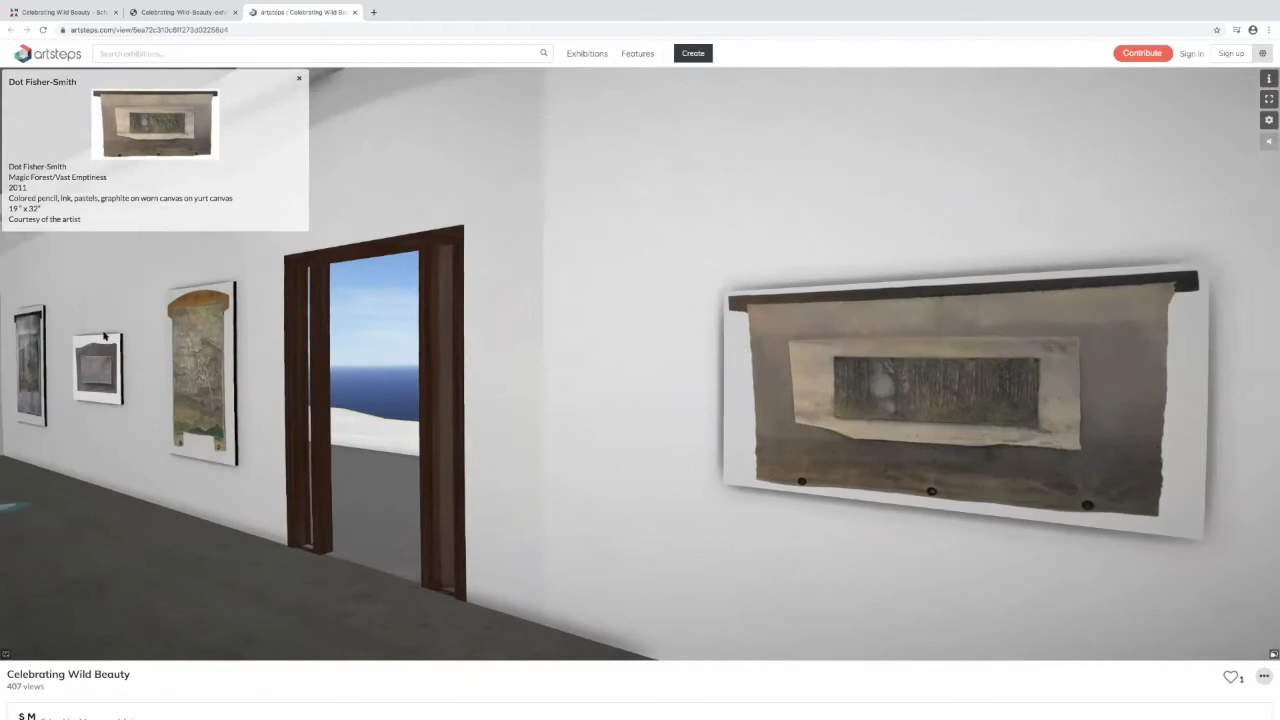 Celebrating Wild Beauty - Sch
Celebrating-Wild-Beauty-exhi
artsteps | Celebrating Wild Be
artsteps.com/view/5ea72c310c6f1273d02258d4
artsteps
Search exhibitions...
Exhibitions
Features
Create
Contribute
Sign in
Sign up
Dot Fisher-Smith
Dot Fisher-Smith
Magic Forest/Vast Emptiness
2011
Colored pencil, ink, pastels, graphite on worn canvas on yurt canvas
19 " x 32"
Courtesy of the artist
Celebrating Wild Beauty
407 views
1
S M